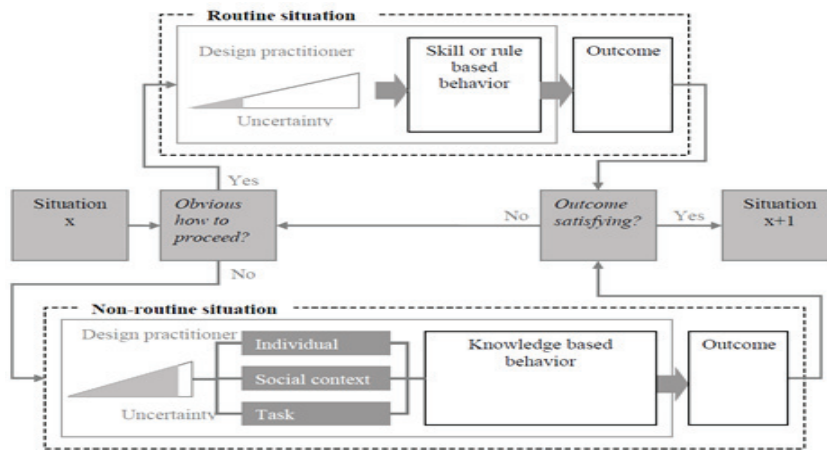 Routine situation
Design practitioner
Uncertainty
Skill or rule
based
behavior
Outcome
Yes
Situation
x
Obvious
how to
proceed?
No
Outcome
satisfying?
Yes
Situation
x+1
No
Non-routine situation
Design practitioner
Uncertainty
Individual
Social context
Task
Knowledge based
behavior
Outcome